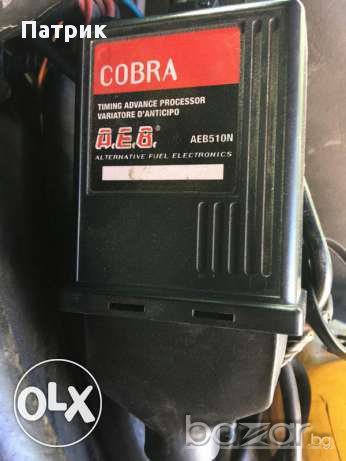 Патрик
COBRA
TIMING ADVANCE PROCESSOR
VARIATORE D'ANTICIPO
A.E.B.® AEB510N
ALTERNATIVE FUEL ELECTRONICS
OLX
bazar.bg